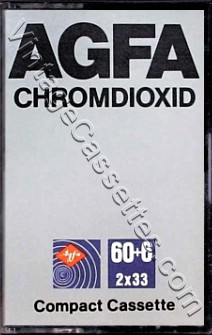 AGFA
CHROMDIOXID
VintageCassettes.com
60+6
2x33
Compact Cassette